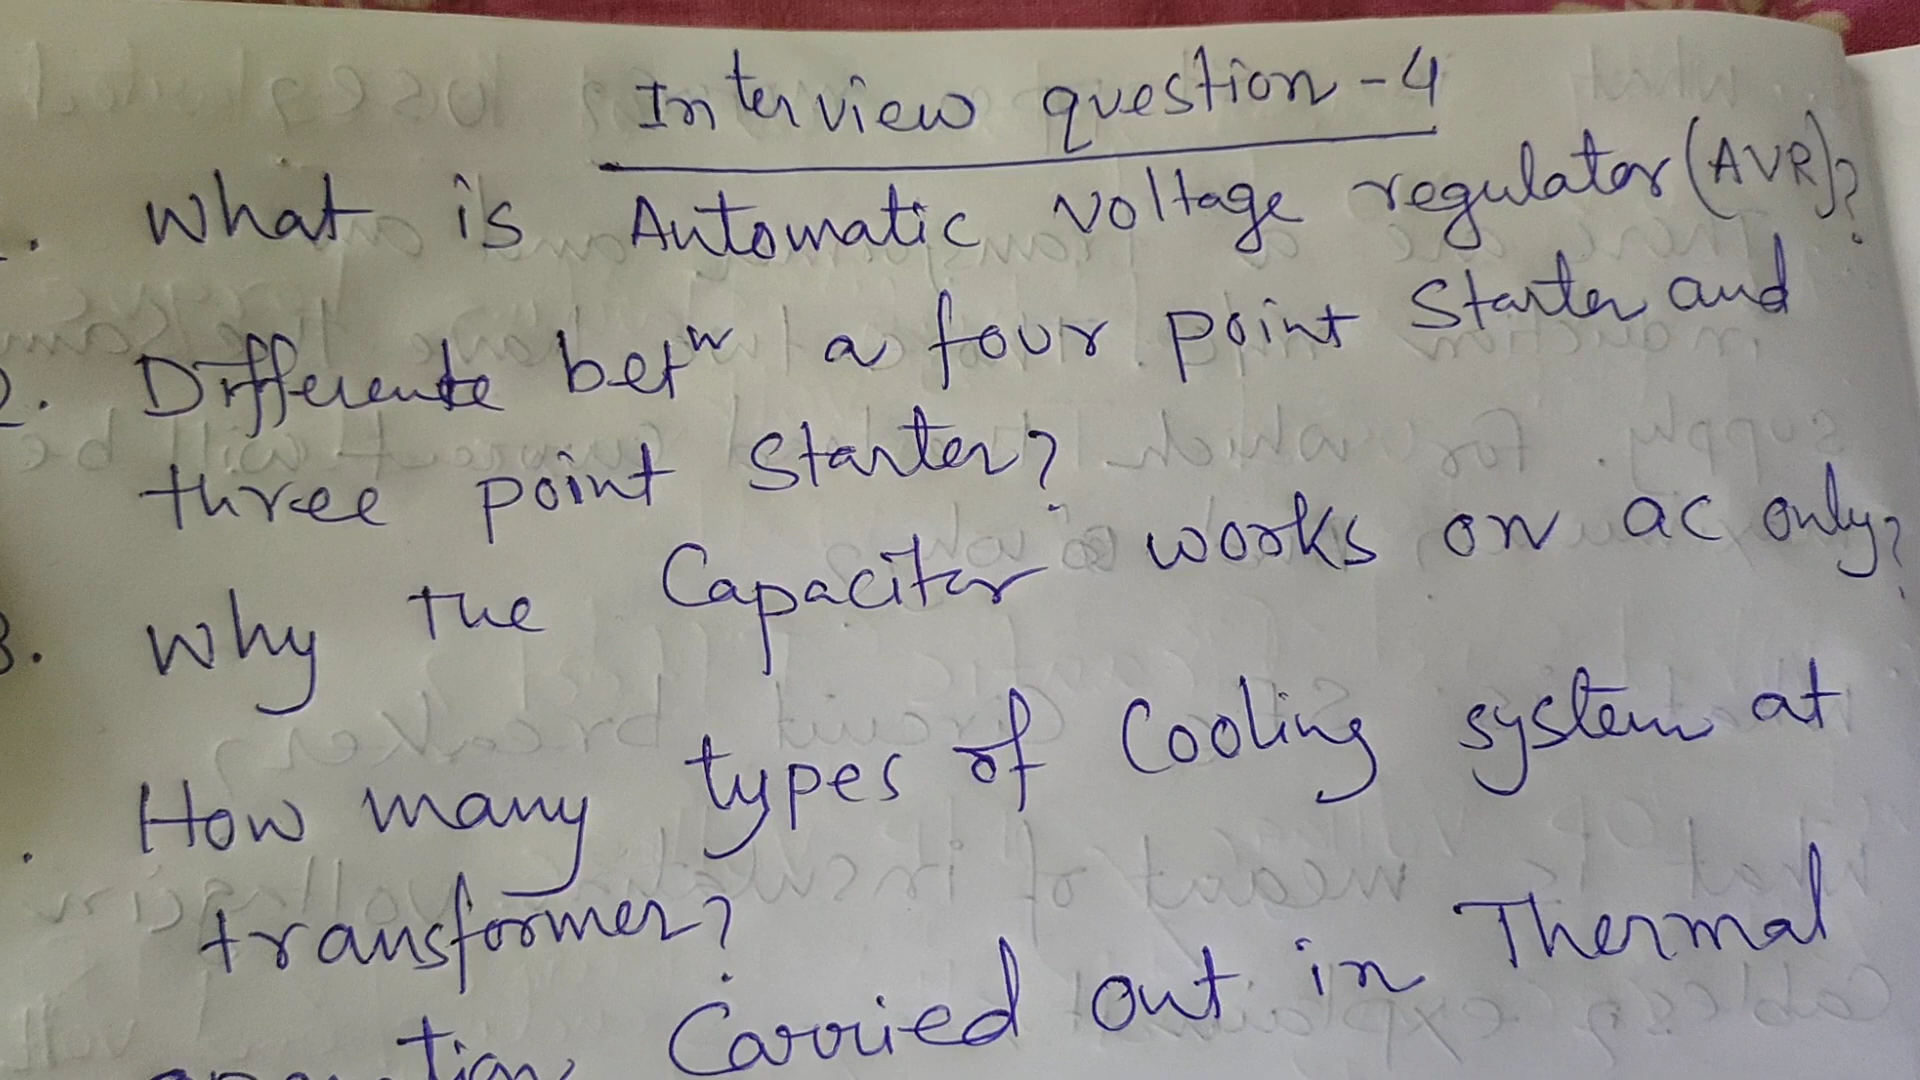 Interview question-4
. What is Automatic voltage regulator (AVR)?
2. Differente betʷ a four point Starter and
three point Starter?
3. Why the Capacitor works on ac only?
. How many types of Cooling system at
transformer?
Carried out in Thermal